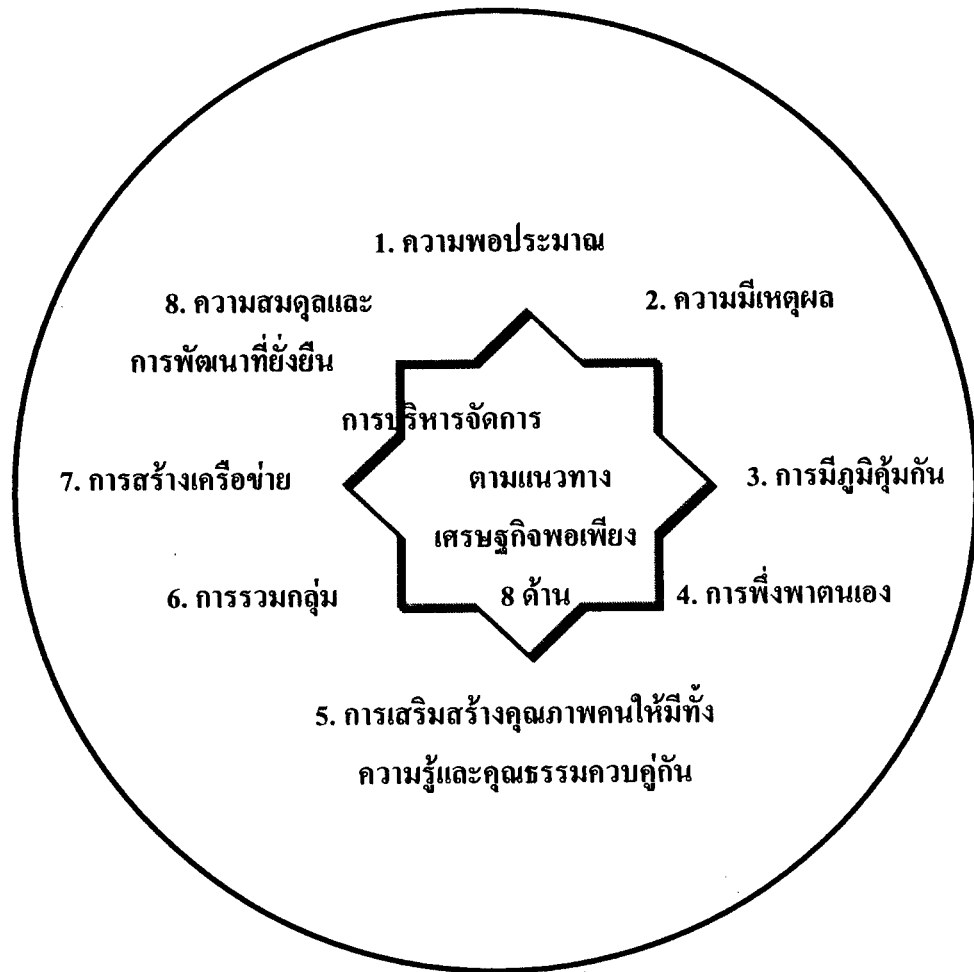 1. ความพอประมาณ
2. ความมีเหตุผล
3. การมีภูมิคุ้มกัน
4. การพึ่งพาตนเอง
5. การเสริมสร้างคุณภาพคนให้มีทั้ง
ความรู้และคุณธรรมควบคู่กัน
6. การรวมกลุ่ม
7. การสร้างเครือข่าย
8. ความสมดุลและ
การพัฒนาที่ยั่งยืน
การบริหารจัดการ
ตามแนวทาง
เศรษฐกิจพอเพียง
8 ด้าน